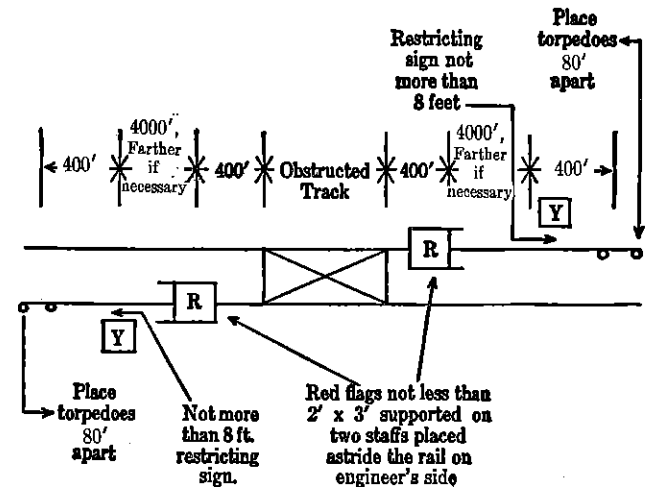 Restricting
sign not
more than
8 feet
Place
torpedoes
80'
apart
400'
4000',
Farther
if
necessary
400'
Obstructed
Track
400'
4000',
Farther
if
necessary
400'
Y
R
R
Y
Place
torpedoes
80'
apart
Not more
than 8 ft.
restricting
sign.
Red flags not less than
2' x 3' supported on
two staffs placed
astride the rail on
engineer's side